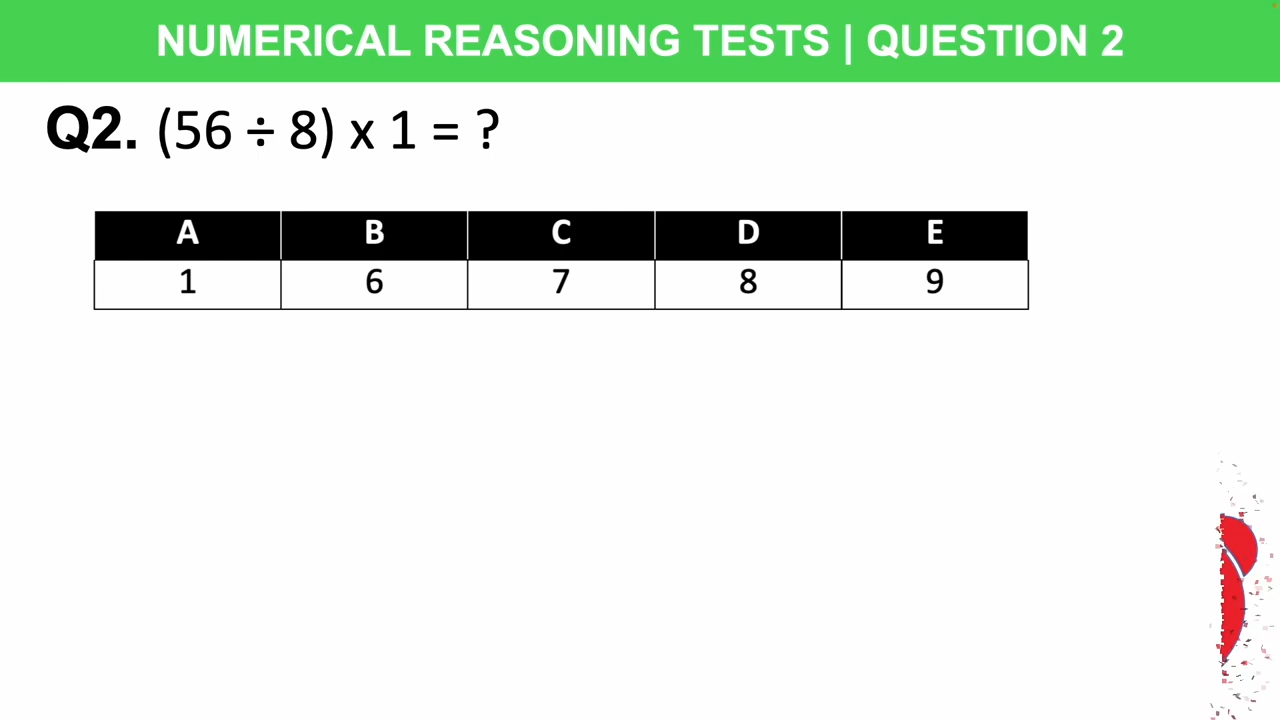 NUMERICAL REASONING TESTS | QUESTION 2
Q2. (56 ÷ 8) x 1 = ?
A B C D E
1 6 7 8 9